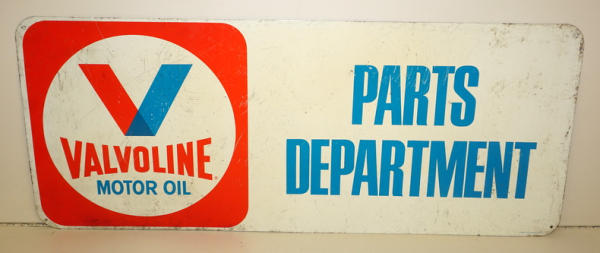 V
VALVOLINE
MOTOR OIL
PARTS
DEPARTMENT